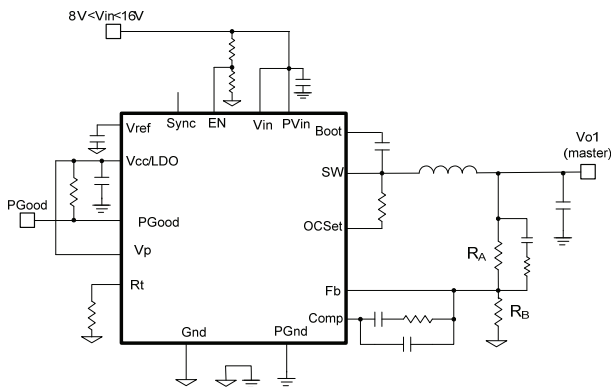 8V<Vin<16V
Sync EN Vin PVin
Vref
Boot
Vo1
(master)
Vcc/LDO
SW
PGood
PGood
OCSet
Vp
RA
Rt
Fb
RB
Comp
Gnd
PGnd